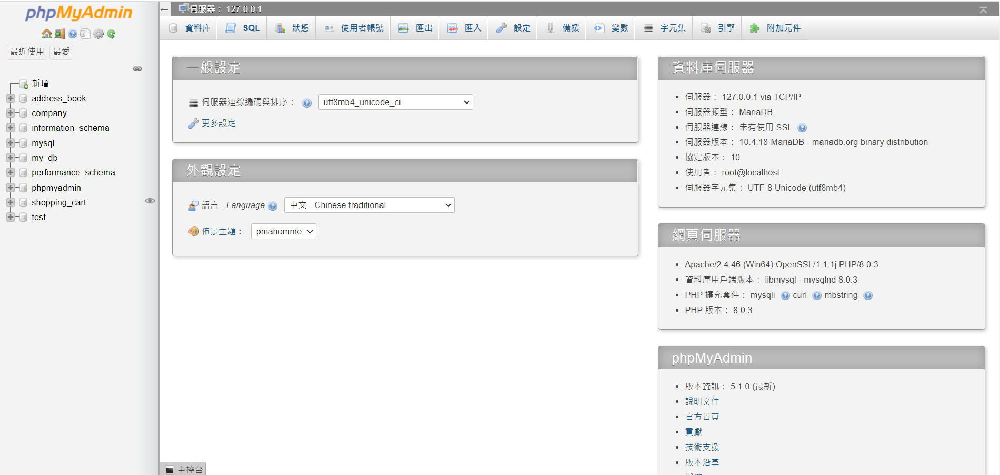 phpMyAdmin
最近使用 最愛
新增
address_book
company
information_schema
mysql
my_db
performance_schema
phpmyadmin
shopping_cart
test
伺服器： 127.0.0.1
資料庫 SQL 狀態 使用者帳號 匯出 匯入 設定 備援 變數 字元集 引擎 附加元件
一般設定
伺服器連線編碼與排序： utf8mb4_unicode_ci
更多設定
外觀設定
語言 - Language 中文 - Chinese traditional
佈景主題： pmahomme
資料庫伺服器
伺服器： 127.0.0.1 via TCP/IP
伺服器類型： MariaDB
伺服器連線： 未有使用 SSL
伺服器版本： 10.4.18-MariaDB - mariadb.org binary distribution
協定版本： 10
使用者： root@localhost
伺服器字元集： UTF-8 Unicode (utf8mb4)
網頁伺服器
Apache/2.4.46 (Win64) OpenSSL/1.1.1j PHP/8.0.3
資料庫用戶端版本： libmysql - mysqlnd 8.0.3
PHP 擴充套件： mysqli curl mbstring
PHP 版本： 8.0.3
phpMyAdmin
版本資訊： 5.1.0 (最新)
說明文件
官方首頁
貢獻
技術支援
版本沿革
主控台